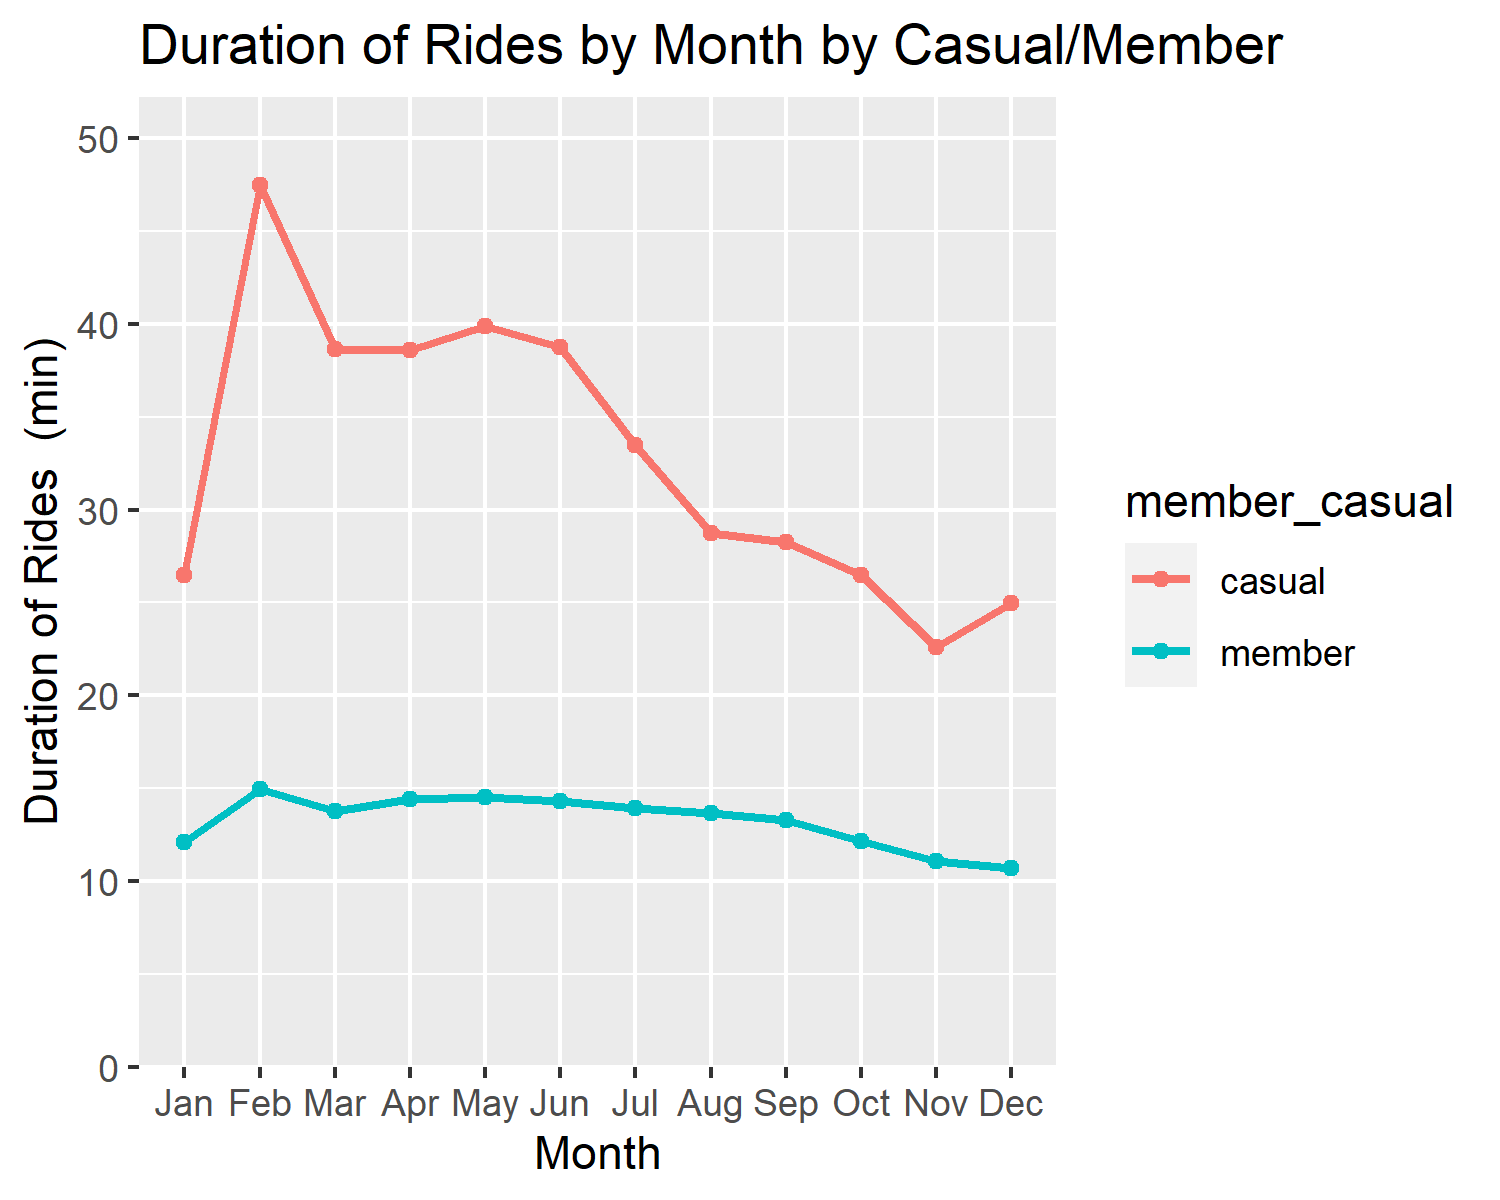 Duration of Rides by Month by Casual/Member
Duration of Rides  (min)
50
40
30
20
10
0
Jan Feb Mar Apr May Jun Jul Aug Sep Oct Nov Dec
Month
member_casual
casual
member